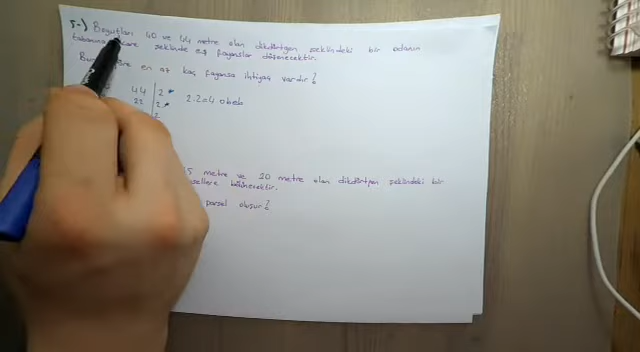 5-) Boyutları 40 ve 44 metre olan dikdörtgen şeklindeki bir odanın
tabanına kare şeklinde eş fayanslar döşenecektir.
en az kaç fayansa ihtiyaç vardır?
44 2
22 2 2.2=4 obeb
2
5 metre ve 20 metre olan dikdörtgen şeklindeki bir
bölünecektir.
parsel oluşur?